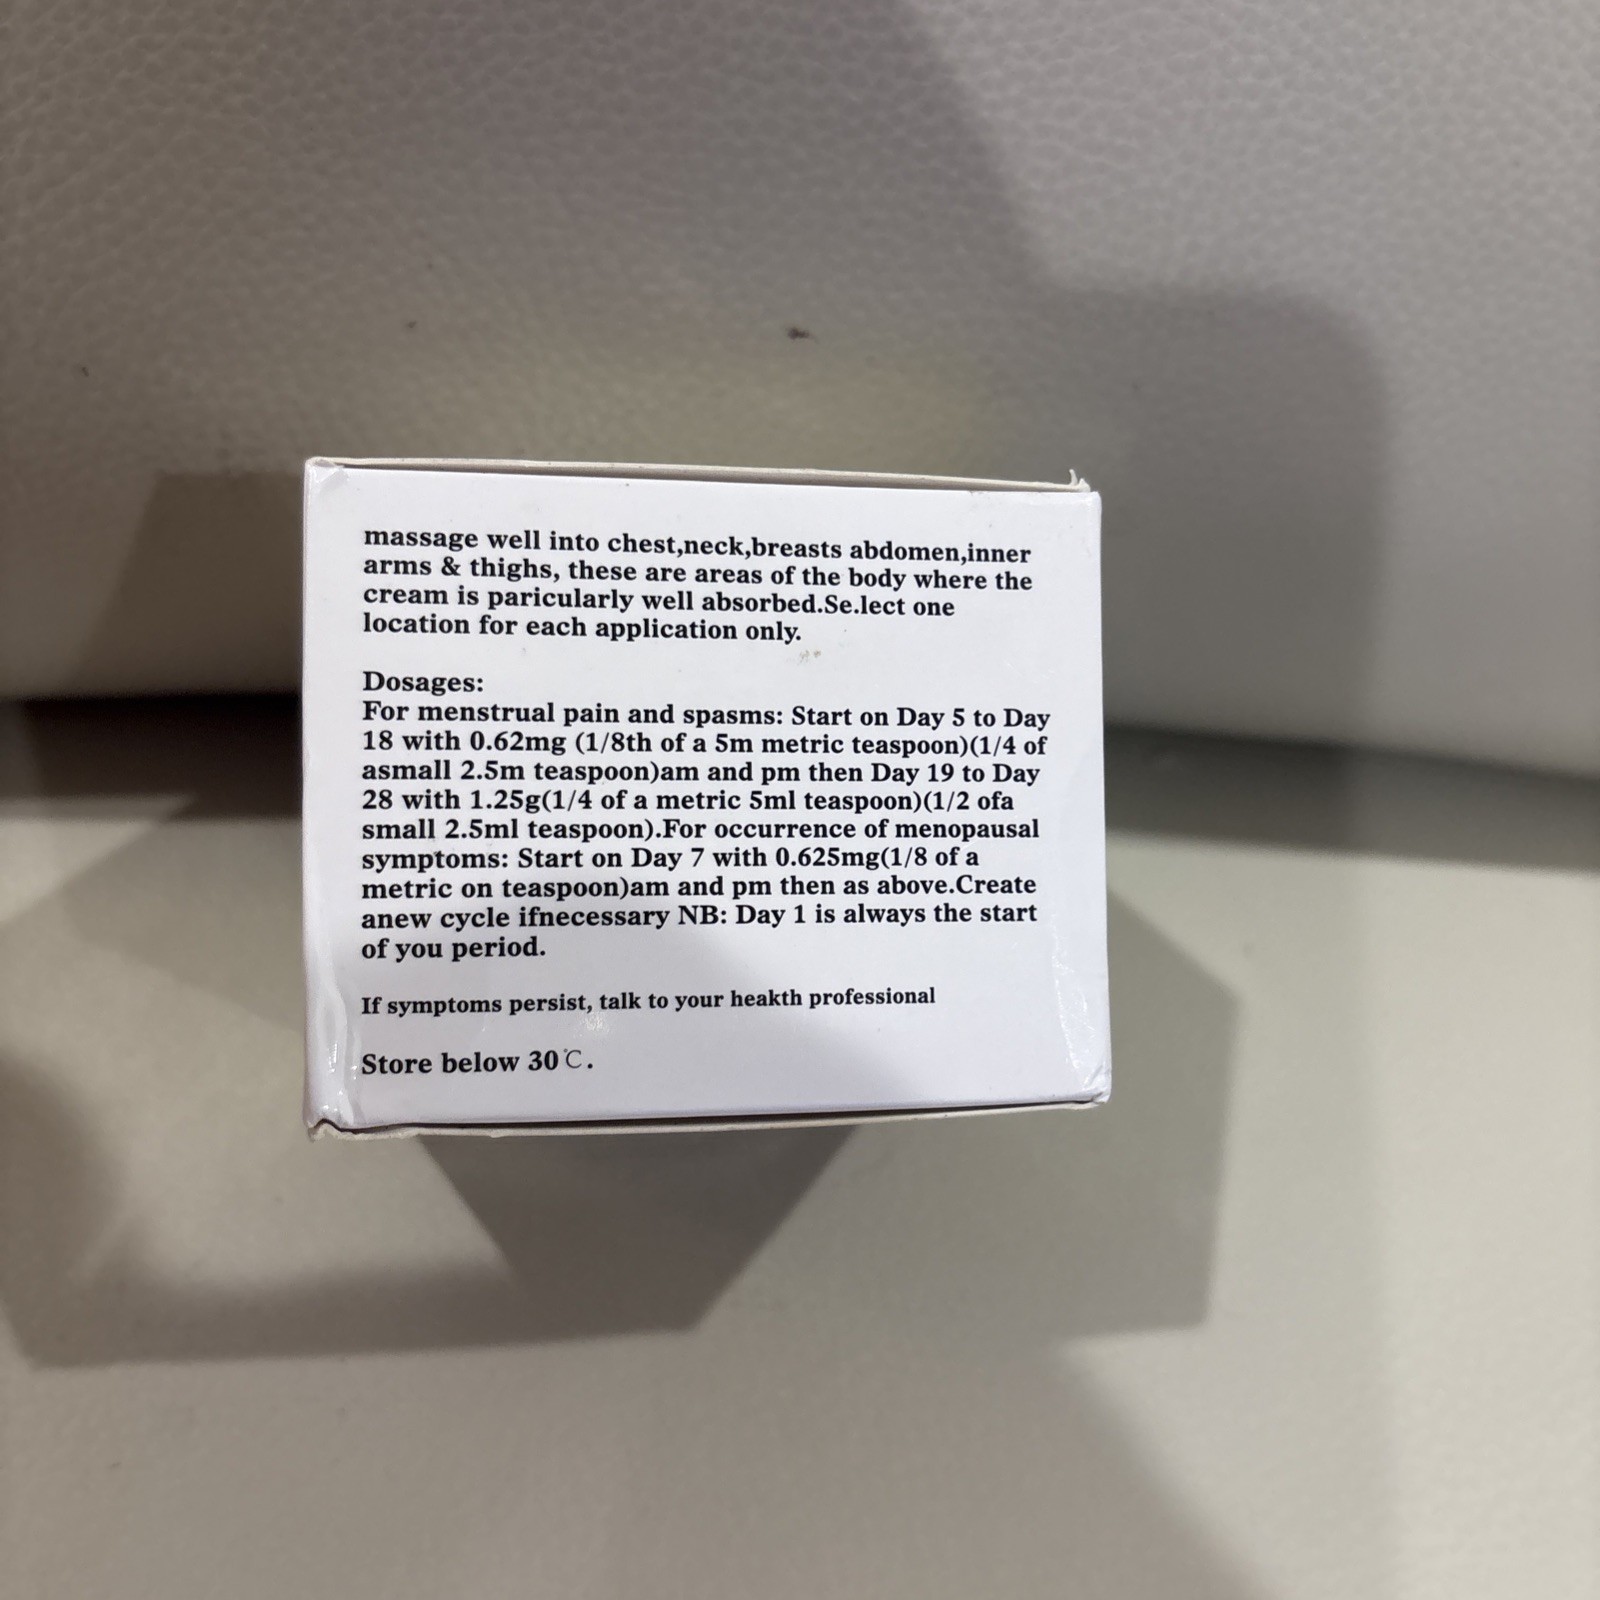 massage well into chest,neck,breasts abdomen,inner
arms & thighs, these are areas of the body where the
cream is paricularly well absorbed.Se.lect one
location for each application only.
Dosages:
For menstrual pain and spasms: Start on Day 5 to Day
18 with 0.62mg (1/8th of a 5m metric teaspoon)(1/4 of
asmall 2.5m teaspoon)am and pm then Day 19 to Day
28 with 1.25g(1/4 of a metric 5ml teaspoon)(1/2 ofa
small 2.5ml teaspoon).For occurrence of menopausal
symptoms: Start on Day 7 with 0.625mg(1/8 of a
metric on teaspoon)am and pm then as above.Create
anew cycle ifnecessary NB: Day 1 is always the start
of you period.
If symptoms persist, talk to your heakth professional
Store below 30℃.